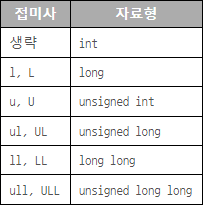 접미사 자료형
생략 int
l, L long
u, U unsigned int
ul, UL unsigned long
ll, LL long long
ull, ULL unsigned long long